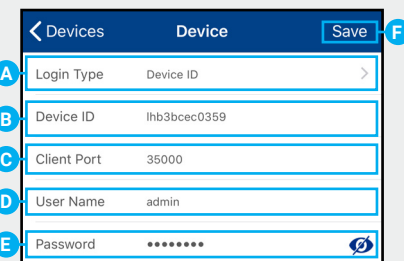 Devices Device Save F
A Login Type Device ID
B Device ID lhb3bcec0359
C Client Port 35000
D User Name admin
E Password ••••••••